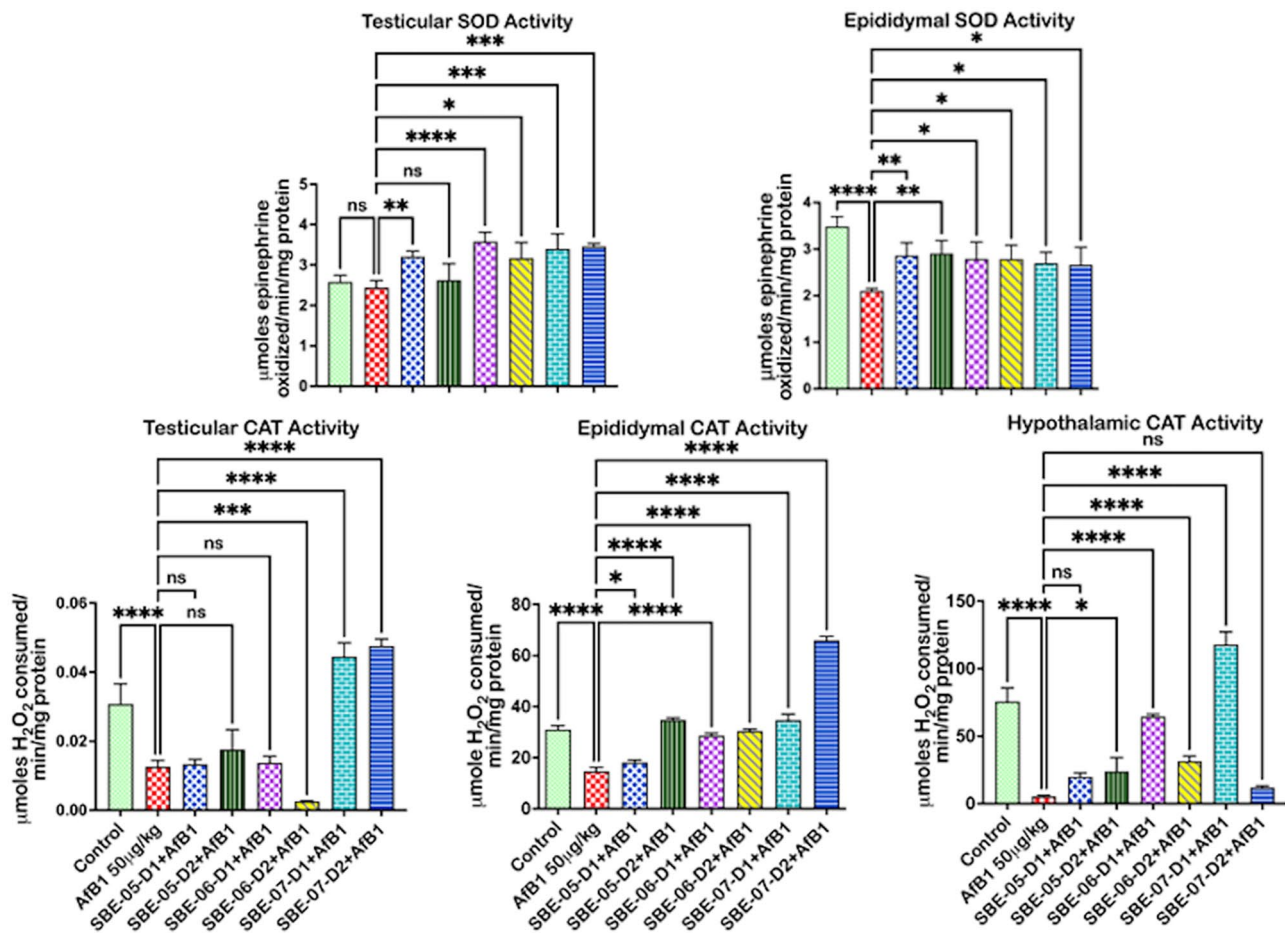 Testicular SOD Activity
***
***
*
****
ns
ns
**
5
4
3
2
1
0
μmoles epinephrine
oxidized/min/mg protein
Epididymal SOD Activity
*
*
*
*
**
****
**
4
3
2
1
0
μmoles epinephrine
oxidized/min/mg protein
Testicular CAT Activity
****
****
***
ns
ns
****
ns
0.06
0.04
0.02
0.00
μmoles H₂O₂ consumed/
min/mg protein
Control
AfB1 50μg/kg
SBE-05-D1+AfB1
SBE-05-D2+AfB1
SBE-06-D1+AfB1
SBE-06-D2+AfB1
SBE-07-D1+AfB1
SBE-07-D2+AfB1
Epididymal CAT Activity
****
****
****
****
*
****
****
80
60
40
20
0
μmoles H₂O₂ consumed/
min/mg protein
Control
AfB1 50μg/kg
SBE-05-D1+AfB1
SBE-05-D2+AfB1
SBE-06-D1+AfB1
SBE-06-D2+AfB1
SBE-07-D1+AfB1
SBE-07-D2+AfB1
Hypothalamic CAT Activity
ns
****
****
****
ns
****
*
150
100
50
0
μmoles H₂O₂ consumed/
min/mg protein
Control
AfB1 50μg/kg
SBE-05-D1+AfB1
SBE-05-D2+AfB1
SBE-06-D1+AfB1
SBE-06-D2+AfB1
SBE-07-D1+AfB1
SBE-07-D2+AfB1